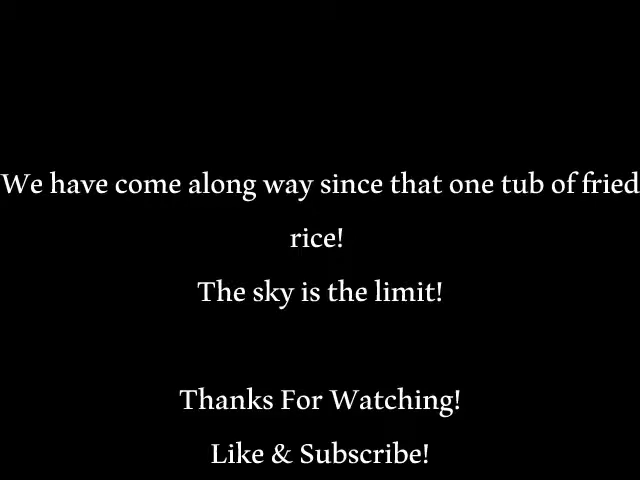 We have come along way since that one tub of fried
rice!
The sky is the limit!
Thanks For Watching!
Like & Subscribe!